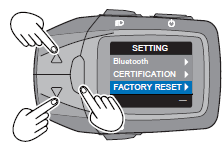 SETTING
Bluetooth
CERTIFICATION
FACTORY RESET